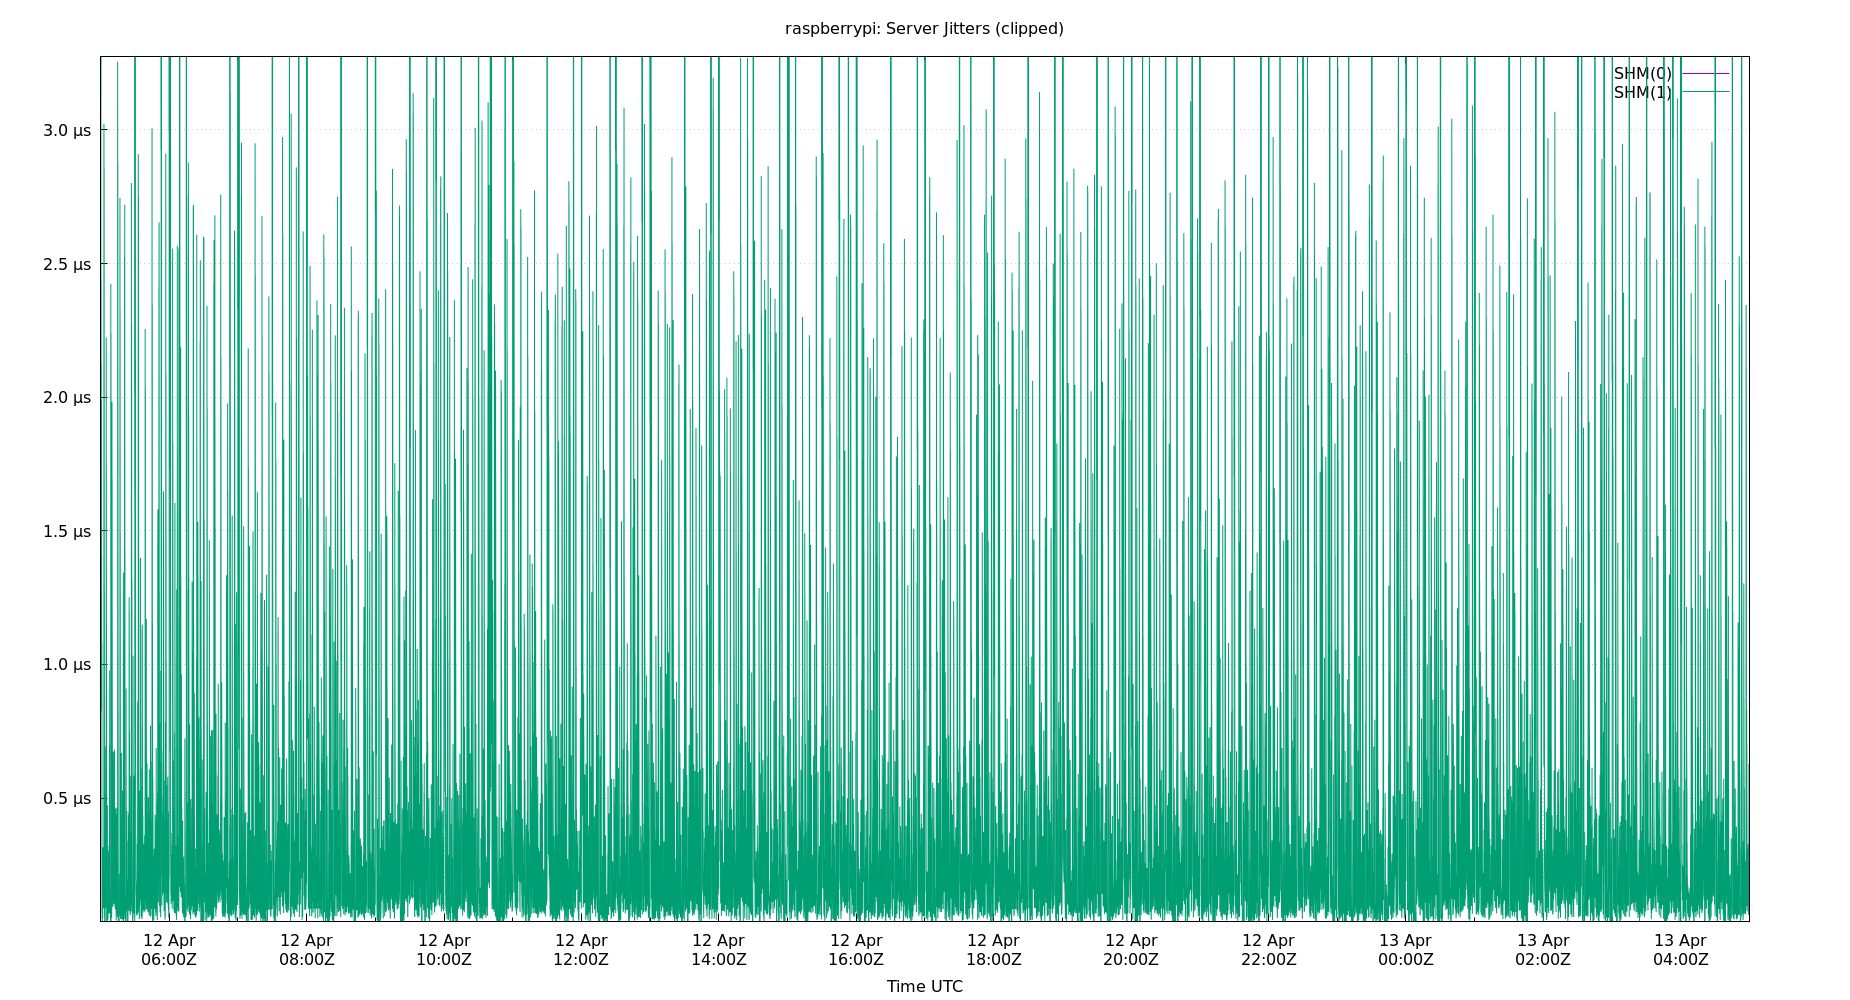 raspberrypi: Server Jitters (clipped)
SHM(0)
SHM(1)
3.0 µs
2.5 µs
2.0 µs
1.5 µs
1.0 µs
0.5 µs
12 Apr 12 Apr 12 Apr 12 Apr 12 Apr 12 Apr 12 Apr 12 Apr 12 Apr 13 Apr 13 Apr 13 Apr
06:00Z 08:00Z 10:00Z 12:00Z 14:00Z 16:00Z 18:00Z 20:00Z 22:00Z 00:00Z 02:00Z 04:00Z
Time UTC